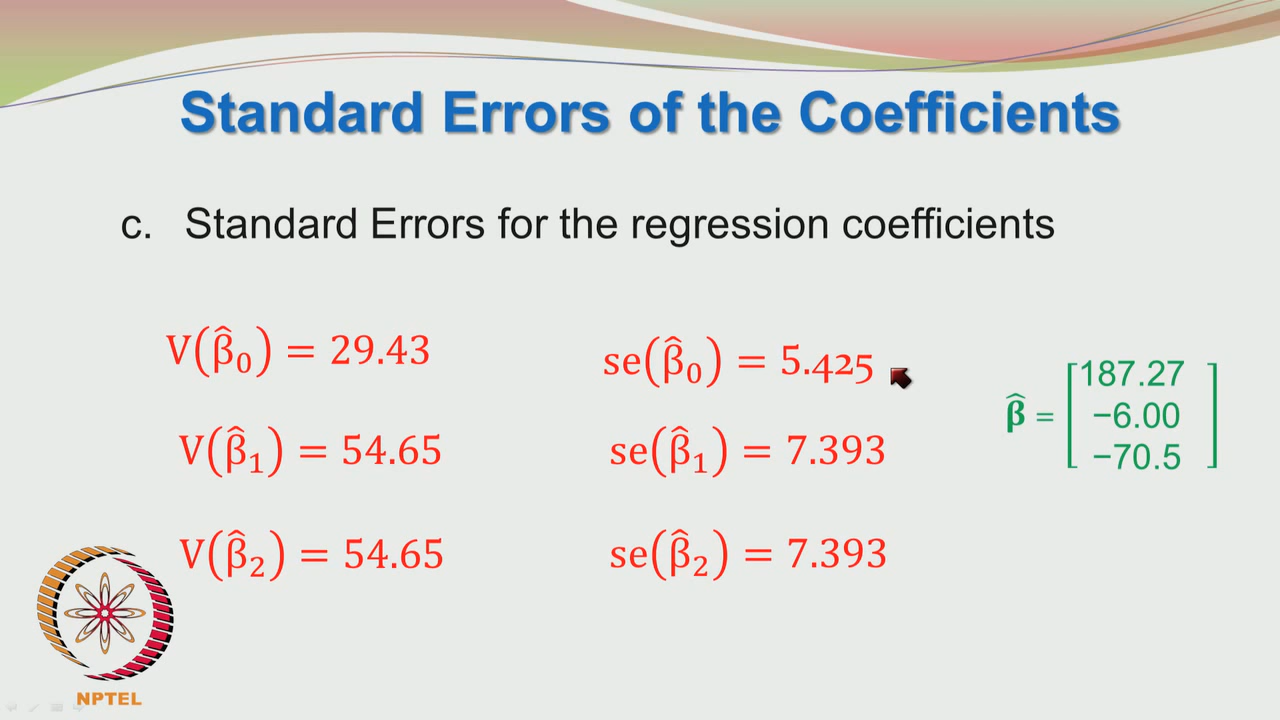 Standard Errors of the Coefficients
c. Standard Errors for the regression coefficients
V(β̂₀) = 29.43
se(β̂₀) = 5.425
V(β̂₁) = 54.65
se(β̂₁) = 7.393
V(β̂₂) = 54.65
se(β̂₂) = 7.393
β̂ = [187.27
−6.00
−70.5]
NPTEL